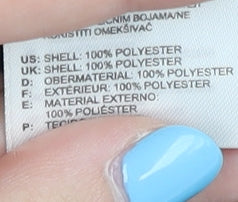 ČNIM BOJAMA/NE
KORISTITI OMEKŠIVAČ
US: SHELL: 100% POLYESTER
UK: SHELL: 100% POLYESTER
D: OBERMATERIAL: 100% POLYESTER
F: EXTÉRIEUR: 100% POLYESTER
E: MATERIAL EXTERNO:
100% POLIÉSTER
P: